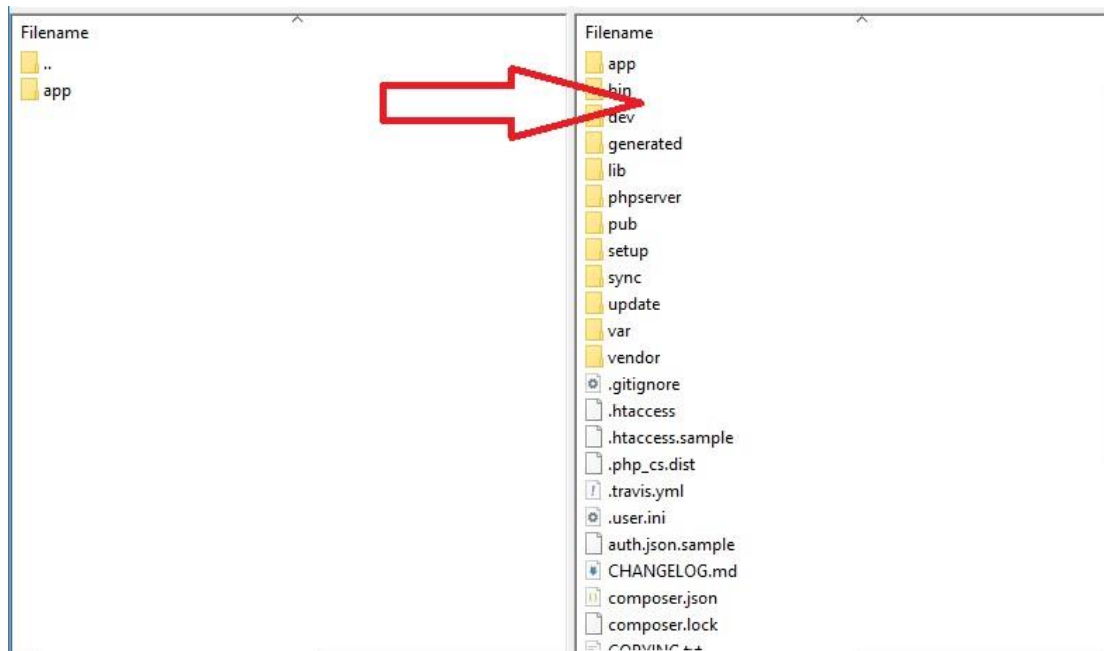 Filename
..
app
Filename
app
bin
dev
generated
lib
phpserver
pub
setup
sync
update
var
vendor
.gitignore
.htaccess
.htaccess.sample
.php_cs.dist
.travis.yml
.user.ini
auth.json.sample
CHANGELOG.md
composer.json
composer.lock